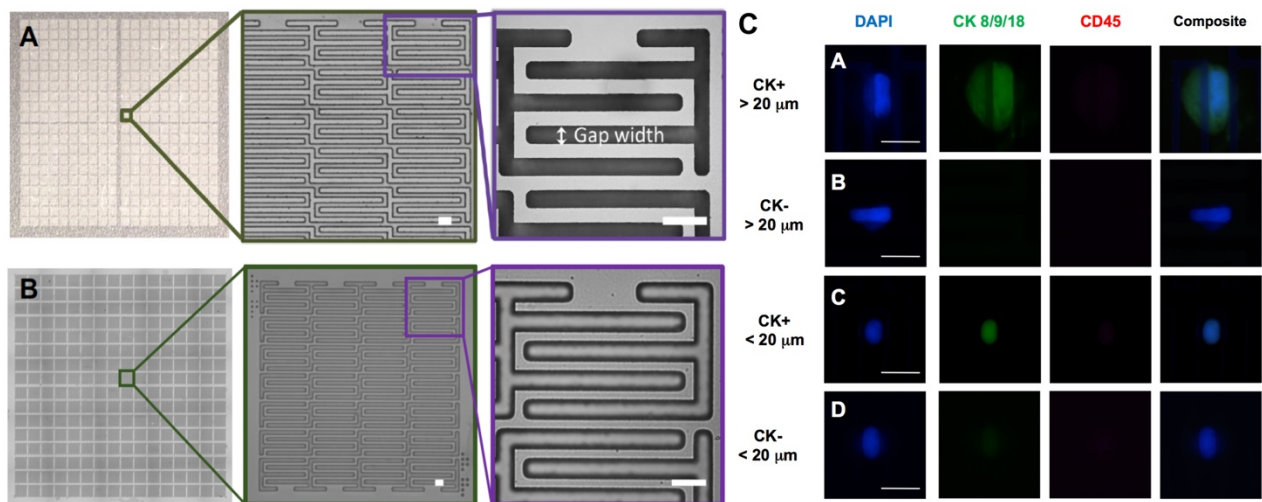 A
Gap width
B
C
DAPI CK 8/9/18 CD45 Composite
CK+
> 20 μm
A
CK-
> 20 μm
B
CK+
< 20 μm
C
CK-
< 20 μm
D